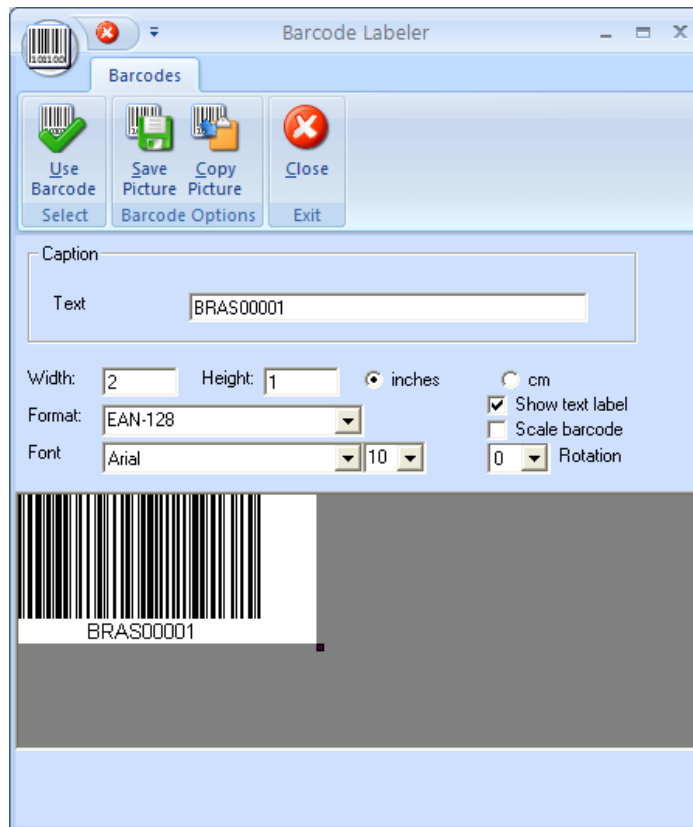 101100
Barcode Labeler
Barcodes
Use Barcode
Save Picture
Copy Picture
Close
Select
Barcode Options
Exit
Caption
Text
BRAS00001
Width: 2 Height: 1 inches cm
Show text label
Format: EAN-128
Scale barcode
Font Arial 10 0 Rotation
BRAS00001